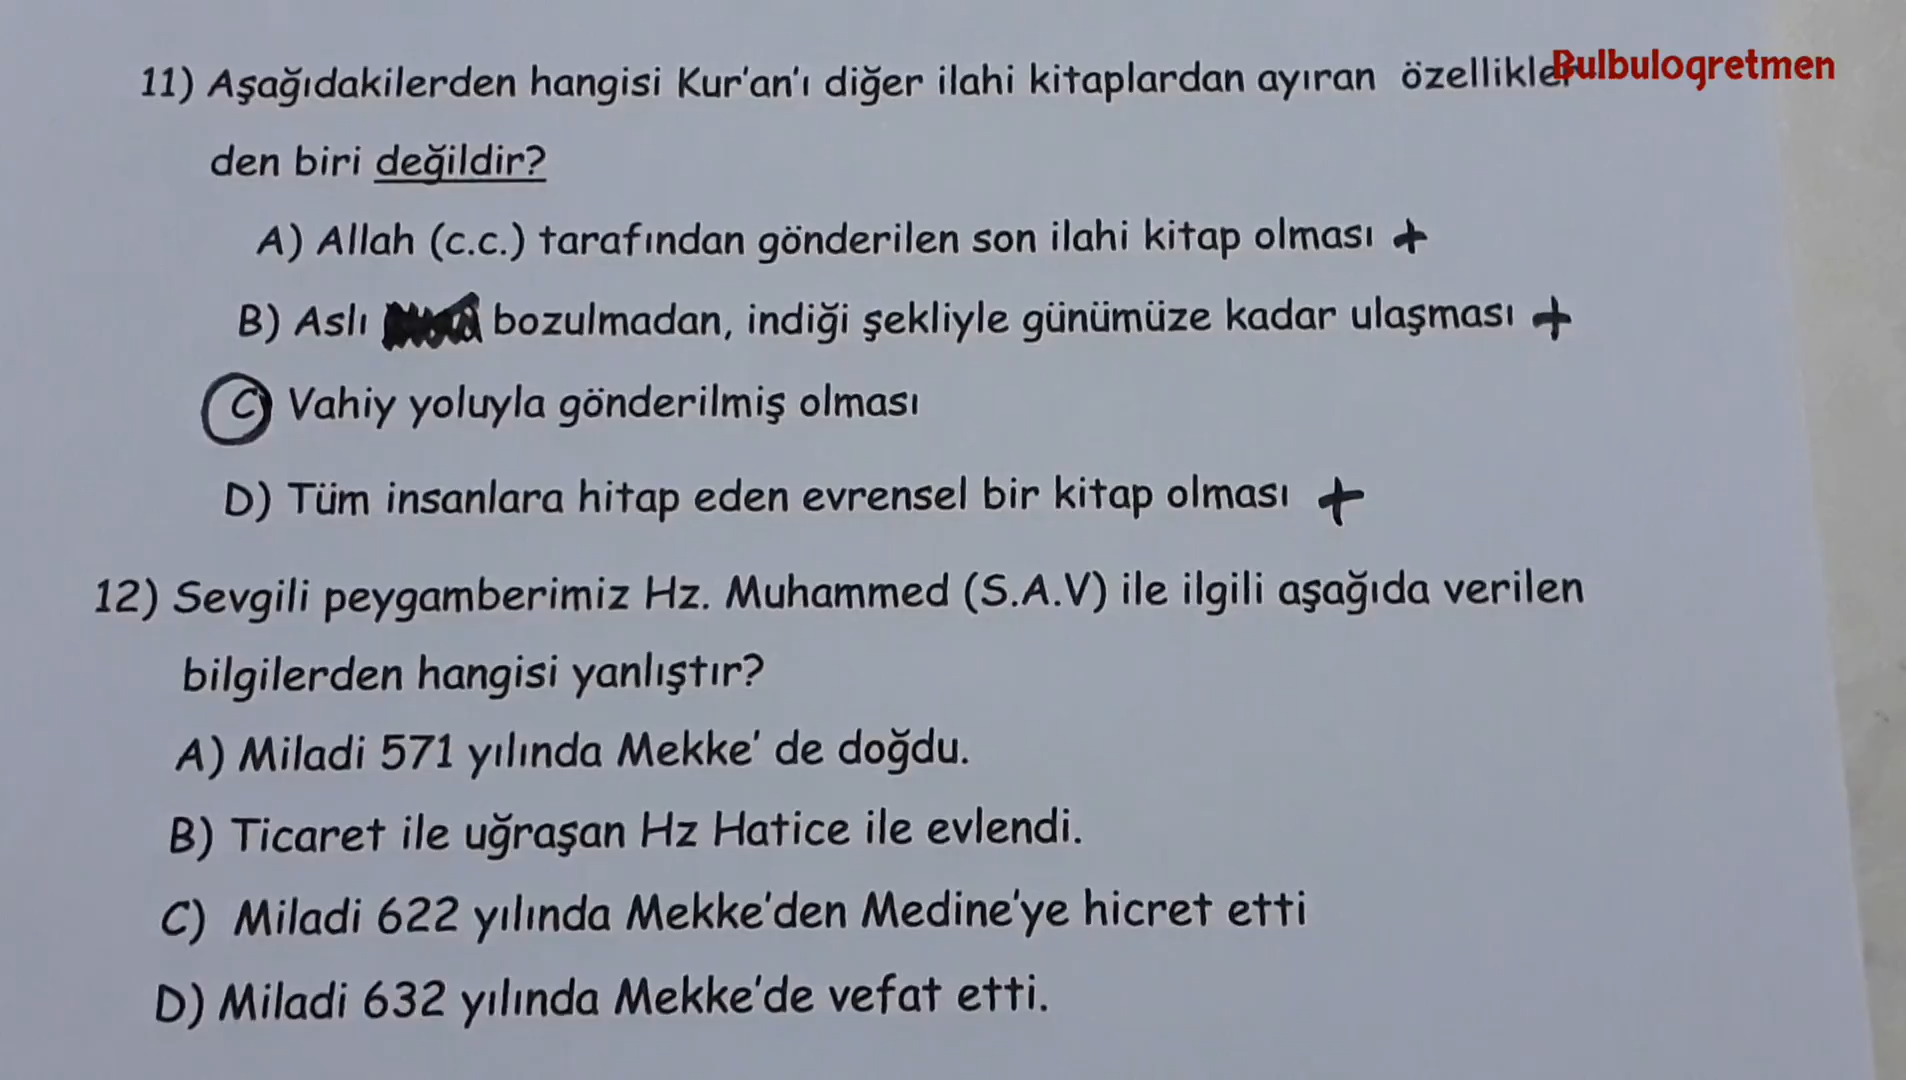 Bulbulogretmen
11) Aşağıdakilerden hangisi Kur'an'ı diğer ilahi kitaplardan ayıran özellikler
den biri değildir?
A) Allah (c.c.) tarafından gönderilen son ilahi kitap olması +
B) Aslı bozulmadan, indiği şekliyle günümüze kadar ulaşması +
C) Vahiy yoluyla gönderilmiş olması
D) Tüm insanlara hitap eden evrensel bir kitap olması +
12) Sevgili peygamberimiz Hz. Muhammed (S.A.V) ile ilgili aşağıda verilen
bilgilerden hangisi yanlıştır?
A) Miladi 571 yılında Mekke' de doğdu.
B) Ticaret ile uğraşan Hz Hatice ile evlendi.
C) Miladi 622 yılında Mekke'den Medine'ye hicret etti
D) Miladi 632 yılında Mekke'de vefat etti.